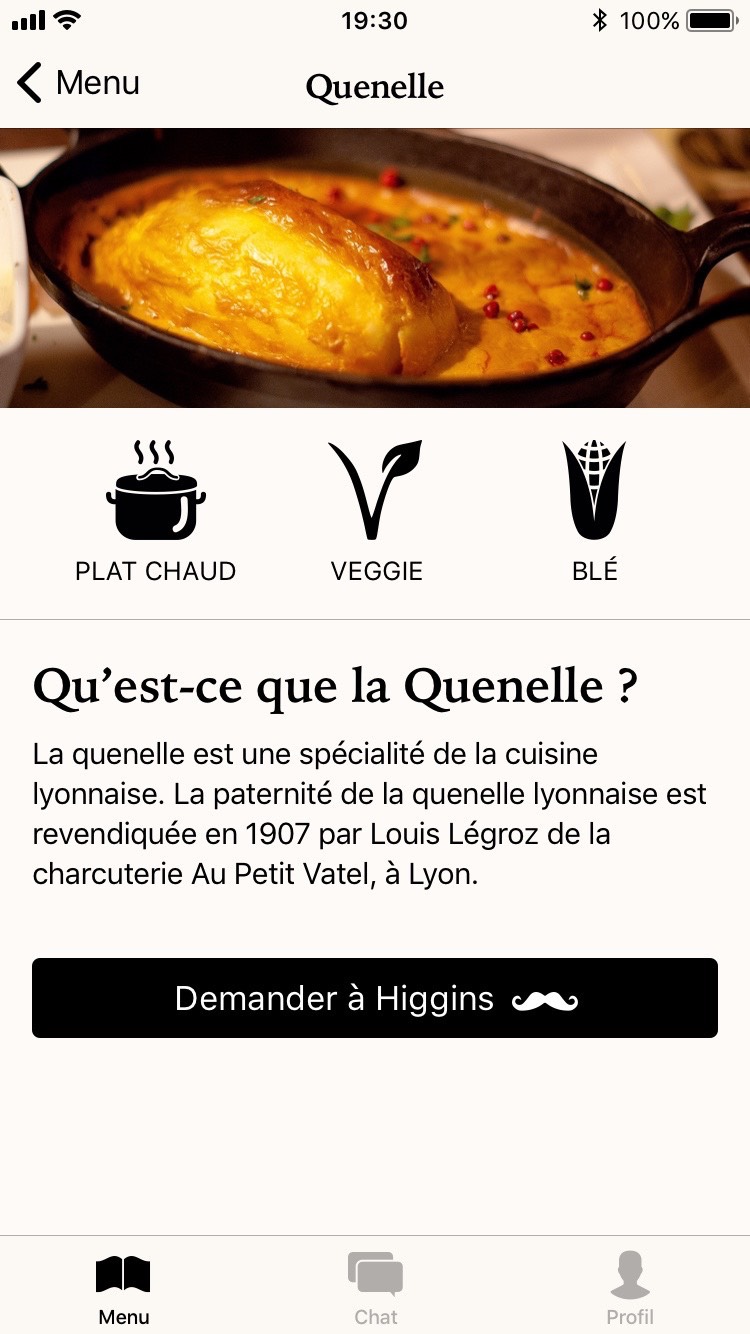 19:30
100%
Menu
Quenelle
PLAT CHAUD
VEGGIE
BLÉ
Qu’est-ce que la Quenelle ?
La quenelle est une spécialité de la cuisine
lyonnaise. La paternité de la quenelle lyonnaise est
revendiquée en 1907 par Louis Légroz de la
charcuterie Au Petit Vatel, à Lyon.
Demander à Higgins
Menu
Chat
Profil